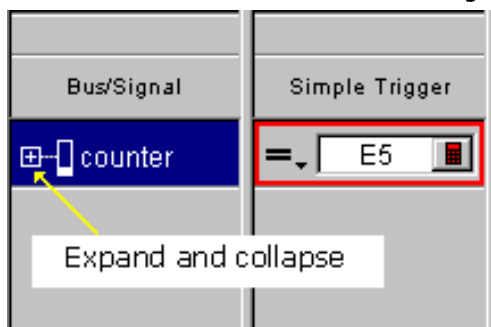 Bus/Signal
Simple Trigger
counter
= E5
Expand and collapse